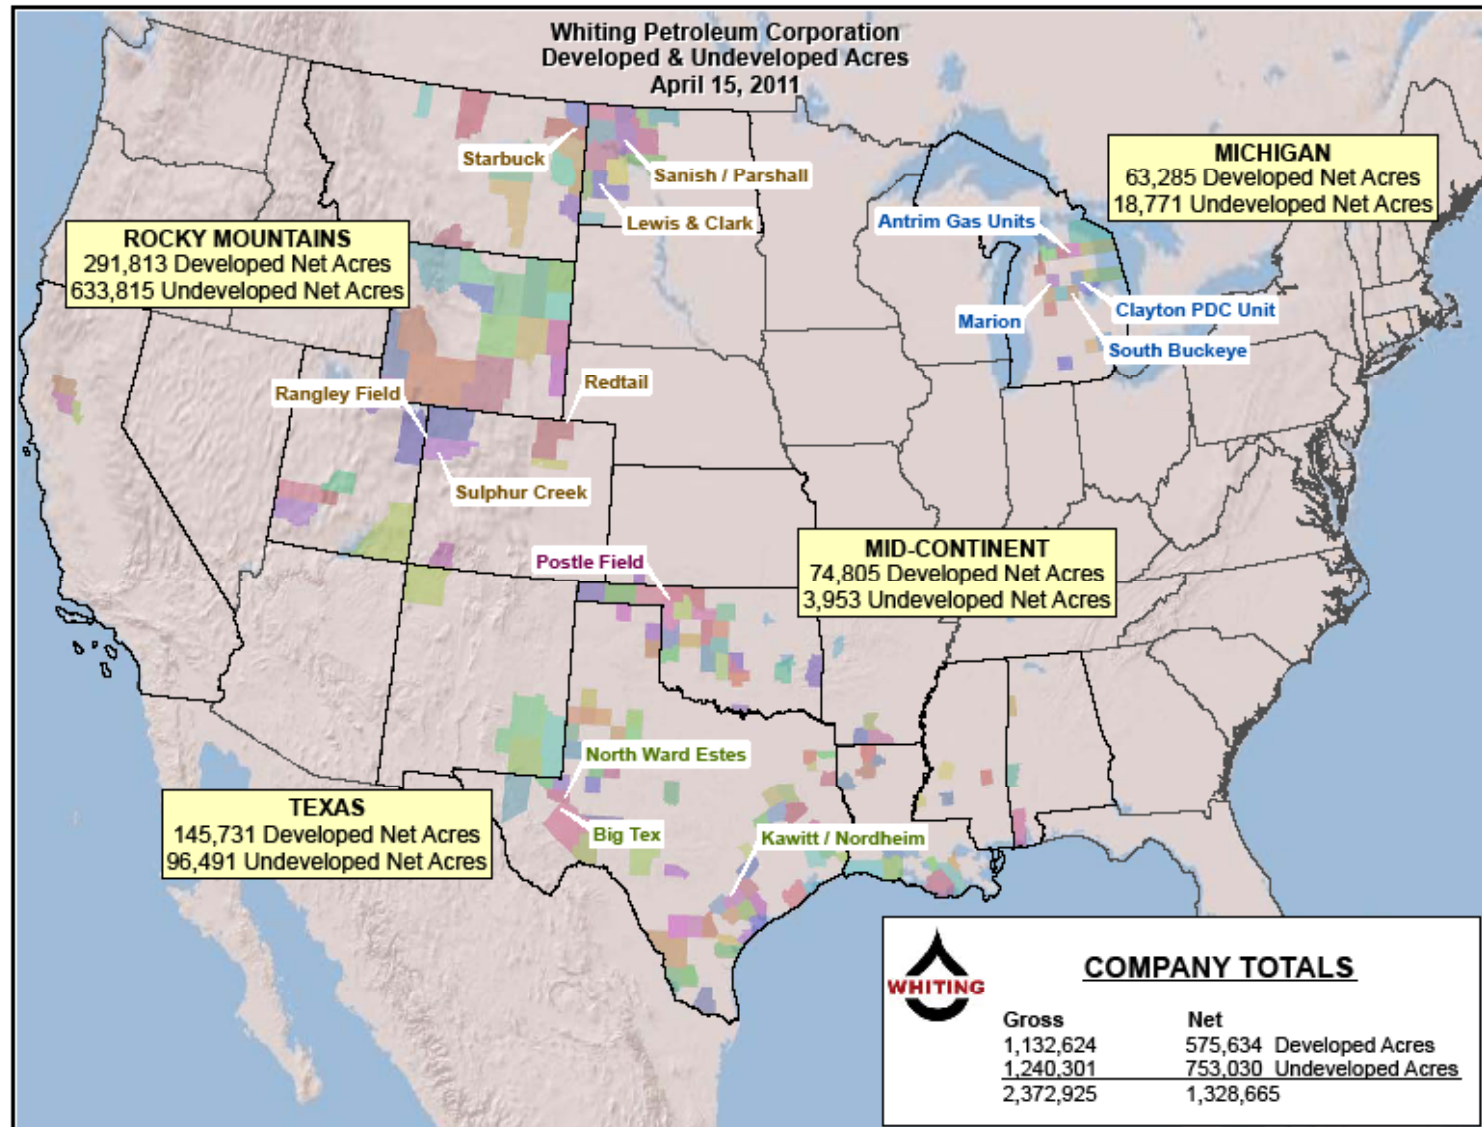 Whiting Petroleum Corporation
Developed & Undeveloped Acres
April 15, 2011
MICHIGAN
63,285 Developed Net Acres
18,771 Undeveloped Net Acres
Starbuck
Sanish / Parshall
Lewis & Clark
Antrim Gas Units
ROCKY MOUNTAINS
291,813 Developed Net Acres
633,815 Undeveloped Net Acres
Marion
Clayton PDC Unit
South Buckeye
Rangley Field
Redtail
Sulphur Creek
Postle Field
MID-CONTINENT
74,805 Developed Net Acres
3,953 Undeveloped Net Acres
North Ward Estes
TEXAS
145,731 Developed Net Acres
96,491 Undeveloped Net Acres
Big Tex
Kawitt / Nordheim
WHITING
COMPANY TOTALS
Gross Net
1,132,624 575,634 Developed Acres
1,240,301 753,030 Undeveloped Acres
2,372,925 1,328,665